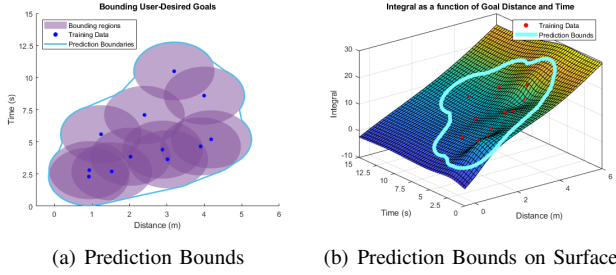 Bounding User-Desired Goals
Bounding regions
Training Data
Prediction Boundaries
Time (s)
15
12.5
10
7.5
5
2.5
0
0 1 2 3 4 5 6
Distance (m)
(a) Prediction Bounds
Integral as a function of Goal Distance and Time
Training Data
Prediction Bounds
Integral
30
20
10
0
-10
15
12.5
10
7.5
5
2.5
0
Time (s)
0 2 4 6
Distance (m)
(b) Prediction Bounds on Surface